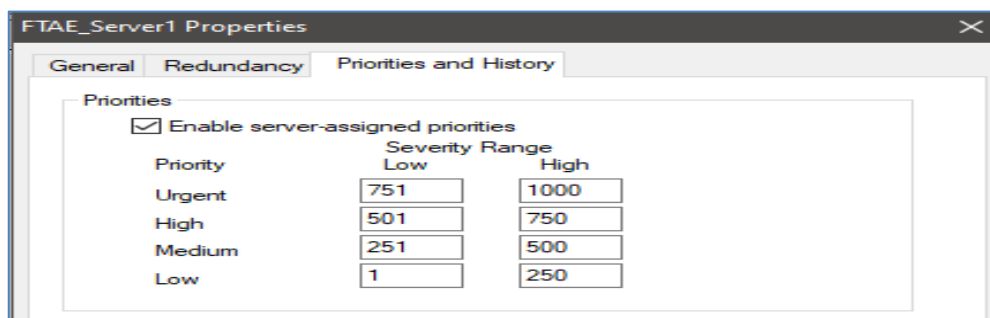 FTAE_Server1 Properties
General Redundancy Priorities and History
Priorities
Enable server-assigned priorities
Severity Range
Priority Low High
Urgent 751 1000
High 501 750
Medium 251 500
Low 1 250